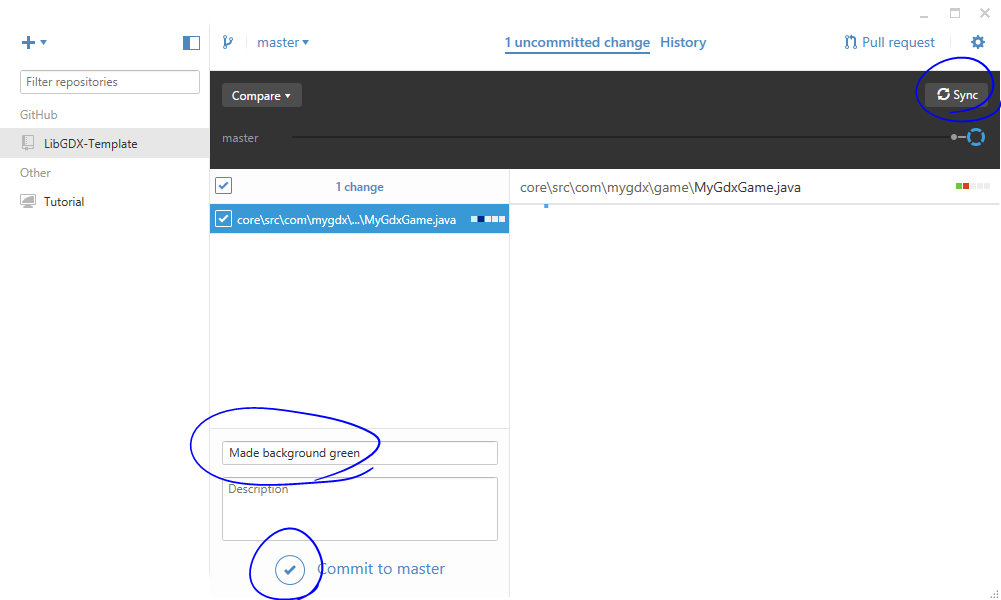 master
1 uncommitted change
History
Pull request
Filter repositories
GitHub
LibGDX-Template
Other
Tutorial
Compare
Sync
master
1 change
core\src\com\mygdx\...\MyGdxGame.java
core\src\com\mygdx\game\MyGdxGame.java
Made background green
Description
Commit to master